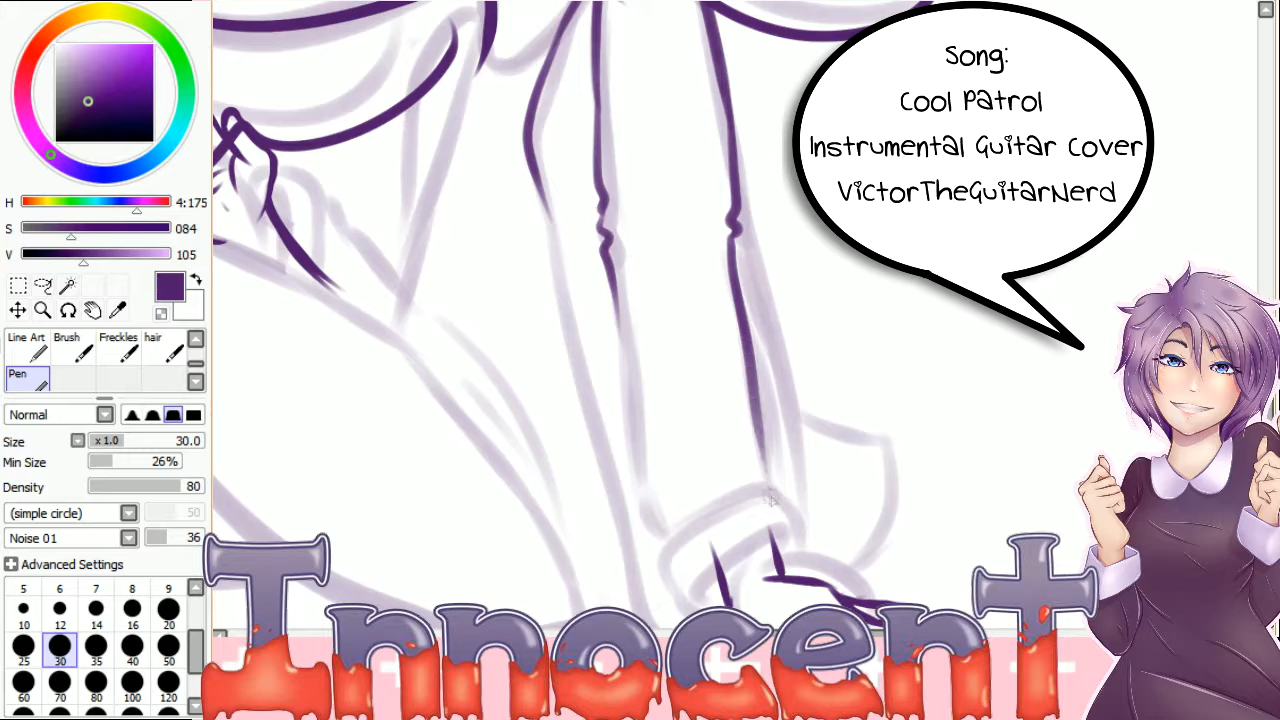 Song:
Cool Patrol
Instrumental Guitar Cover
VictorTheGuitarNerd
H 4:175
S 084
V 105
Line Art Brush Freckles hair
Pen
Normal
Size x 1.0 30.0
Min Size 26%
Density 80
(simple circle) 50
Noise 01 36
Advanced Settings
5 6 7 8 9
10 12 14 16 20
25 30 35 40 50
60 70 80 100 120
Innocent